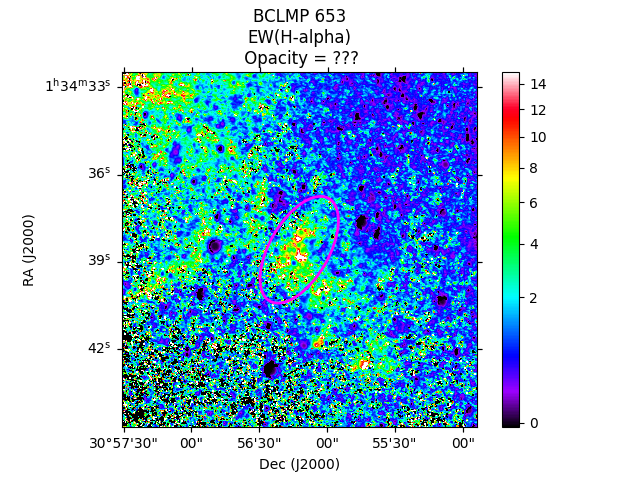 BCLMP 653
EW(H-alpha)
Opacity = ???
1h34m33s
36s
39s
42s
RA (J2000)
30°57'30" 00" 56'30" 00" 55'30" 00"
Dec (J2000)
14
12
10
8
6
4
2
0